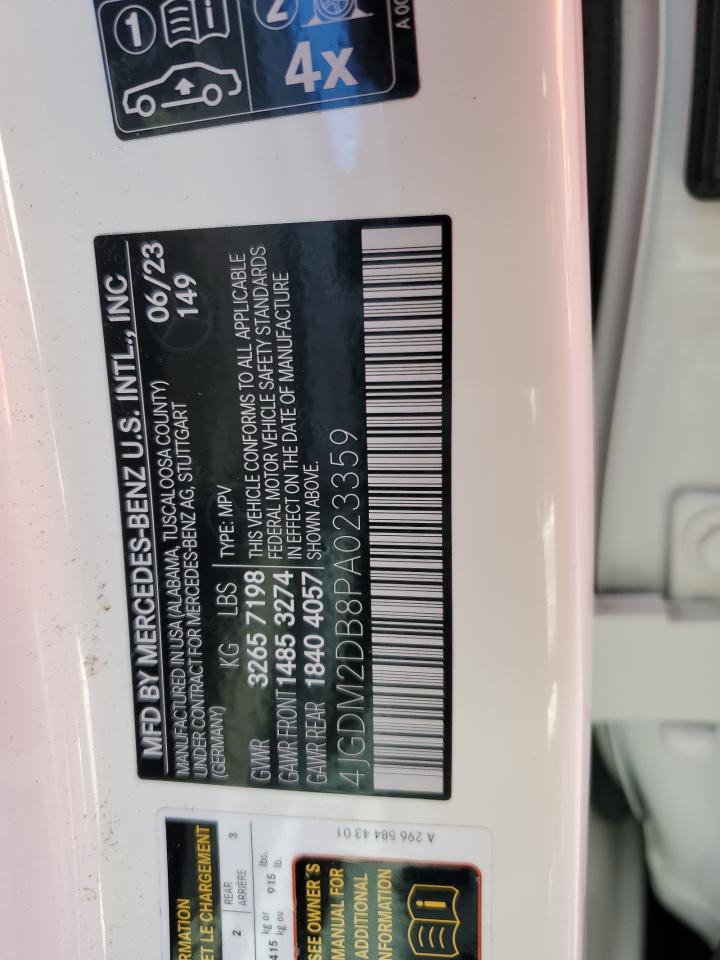 1
2
4x
A 00
MFD BY MERCEDES-BENZ U.S. INTL., INC
MANUFACTURED IN USA (ALABAMA, TUSCALOOSA COUNTY)
UNDER CONTRACT FOR MERCEDES-BENZ AG, STUTTGART
(GERMANY)
06/23
149
KG LBS TYPE: MPV
GVWR 3265 7198
GAWR FRONT 1485 3274
GAWR REAR 1840 4057
THIS VEHICLE CONFORMS TO ALL APPLICABLE
FEDERAL MOTOR VEHICLE SAFETY STANDARDS
IN EFFECT ON THE DATE OF MANUFACTURE
SHOWN ABOVE.
4JGDM2DB8PA023359
RMATION
ET LE CHARGEMENT
2 REAR 3
ARRIÈRE
415 kg or 915 lbs.
kg ou lb.
SEE OWNER'S
MANUAL FOR
ADDITIONAL
NFORMATION
A 296 584 43 01